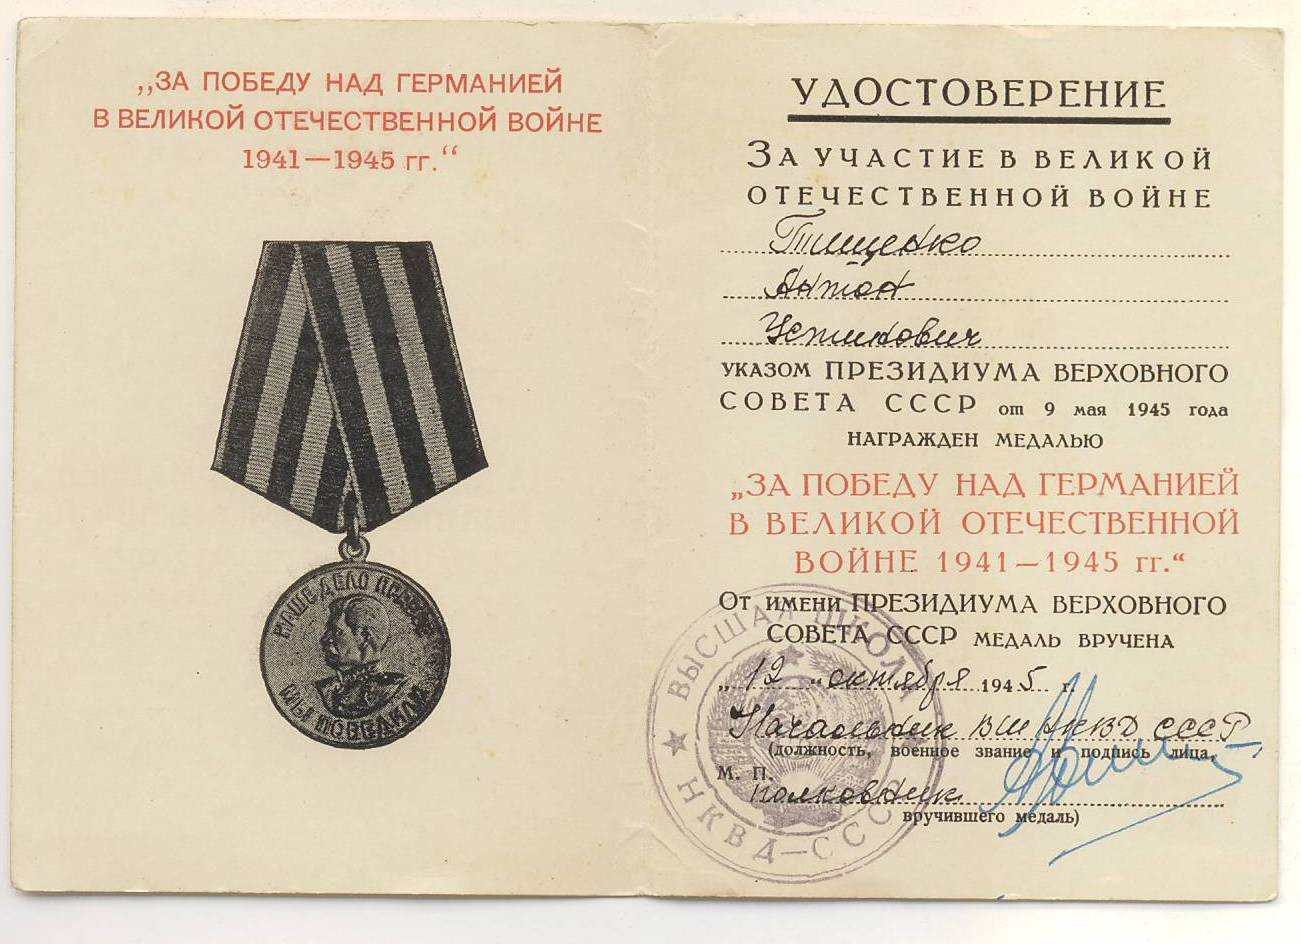 „ЗА ПОБЕДУ НАД ГЕРМАНИЕЙ
В ВЕЛИКОЙ ОТЕЧЕСТВЕННОЙ ВОЙНЕ
1941—1945 гг.“
НАШЕ ДЕЛО ПРАВОЕ
МЫ ПОБЕДИЛИ
УДОСТОВЕРЕНИЕ
ЗА УЧАСТИЕ В ВЕЛИКОЙ
ОТЕЧЕСТВЕННОЙ ВОЙНЕ
Тищенко
Антон
Устинович
УКАЗОМ ПРЕЗИДИУМА ВЕРХОВНОГО
СОВЕТА СССР от 9 мая 1945 года
НАГРАЖДЕН МЕДАЛЬЮ
„ЗА ПОБЕДУ НАД ГЕРМАНИЕЙ
В ВЕЛИКОЙ ОТЕЧЕСТВЕННОЙ
ВОЙНЕ 1941—1945 гг.“
ОТ ИМЕНИ ПРЕЗИДИУМА ВЕРХОВНОГО
СОВЕТА СССР МЕДАЛЬ ВРУЧЕНА
„12“ октября 1945 г.
Начальник ВШ НКВД СССР
(должность, военное звание и подпись лица,
М. П.
полковник
вручившего медаль)
ВЫСШАЯ ШКОЛА
НКВД—СССР